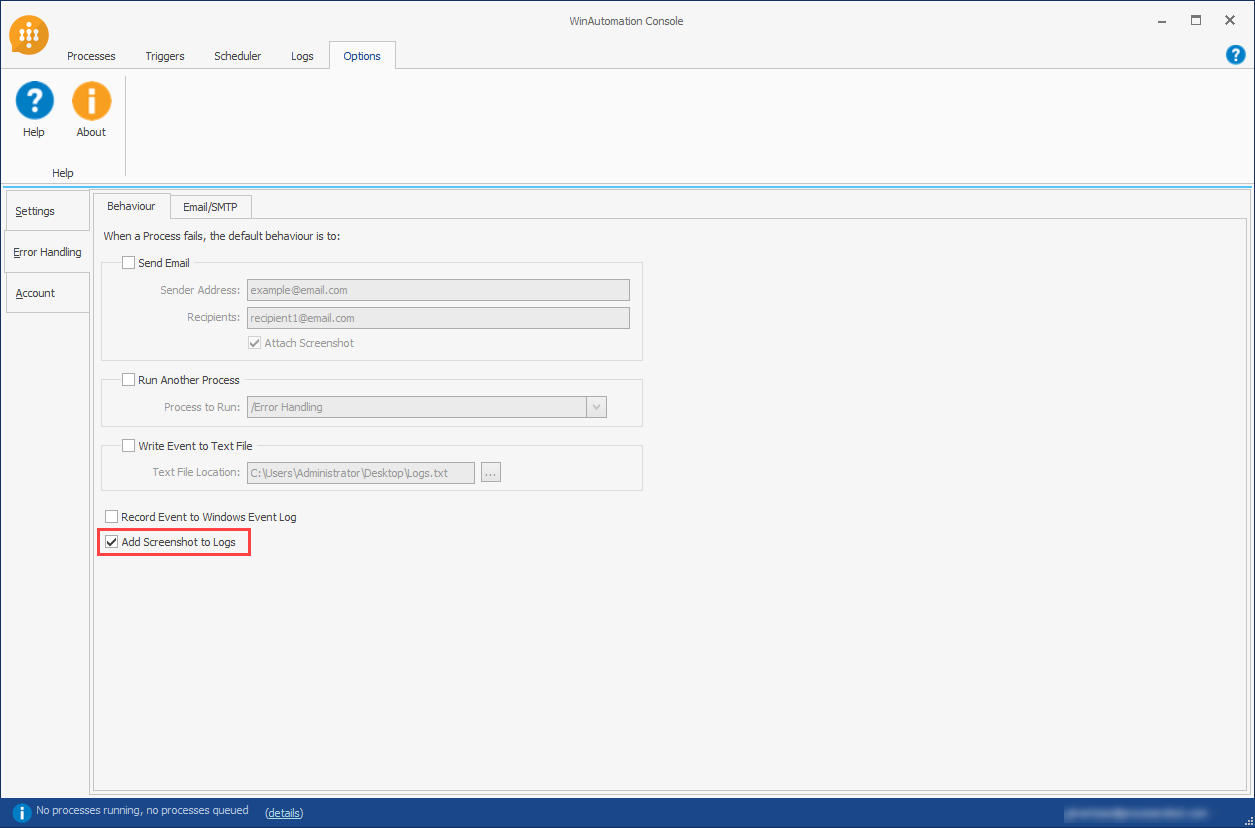 WinAutomation Console
Processes Triggers Scheduler Logs Options
?
? i
Help About
Help
Settings
Error Handling
Account
Behaviour Email/SMTP
When a Process fails, the default behaviour is to:
Send Email
Sender Address: example@email.com
Recipients: recipient1@email.com
Attach Screenshot
Run Another Process
Process to Run: /Error Handling
Write Event to Text File
Text File Location: C:\Users\Administrator\Desktop\Logs.txt ...
Record Event to Windows Event Log
Add Screenshot to Logs
i No processes running, no processes queued (details)